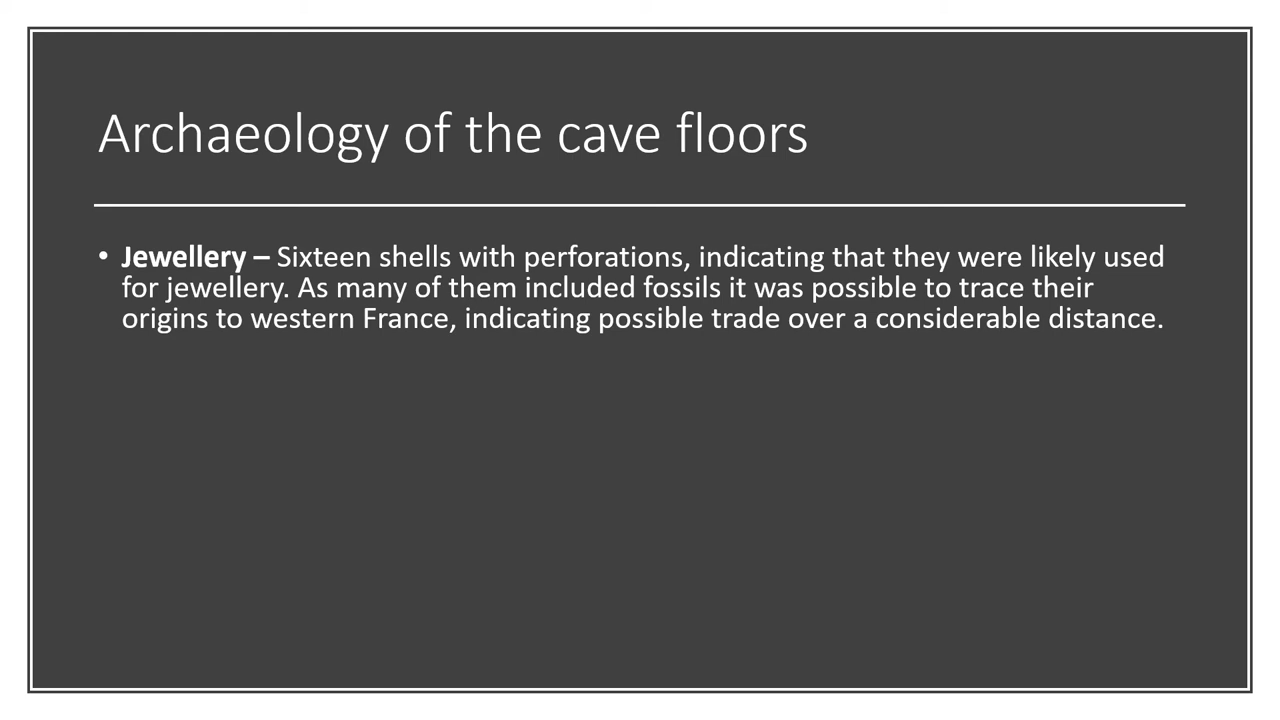 Archaeology of the cave floors
• Jewellery – Sixteen shells with perforations, indicating that they were likely used
for jewellery. As many of them included fossils it was possible to trace their
origins to western France, indicating possible trade over a considerable distance.